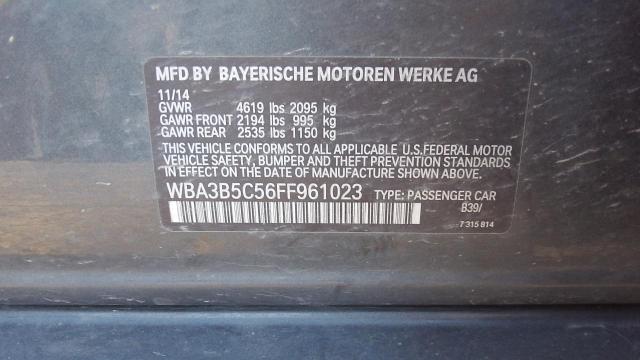 MFD BY BAYERISCHE MOTOREN WERKE AG
11/14
GVWR 4619 lbs 2095 kg
GAWR FRONT 2194 lbs 995 kg
GAWR REAR 2535 lbs 1150 kg
THIS VEHICLE CONFORMS TO ALL APPLICABLE U.S.FEDERAL MOTOR
VEHICLE SAFETY, BUMPER AND THEFT PREVENTION STANDARDS
IN EFFECT ON THE DATE OF MANUFACTURE SHOWN ABOVE.
WBA3B5C56FF961023 TYPE: PASSENGER CAR
B39/
7 315 814